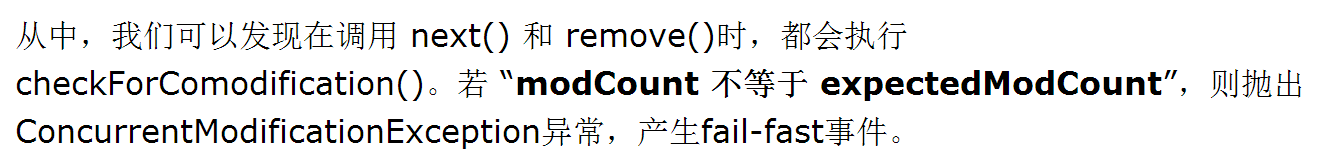 从中，我们可以发现在调用 next() 和 remove()时，都会执行
checkForComodification()。若 “modCount 不等于 expectedModCount”，则抛出
ConcurrentModificationException异常，产生fail-fast事件。